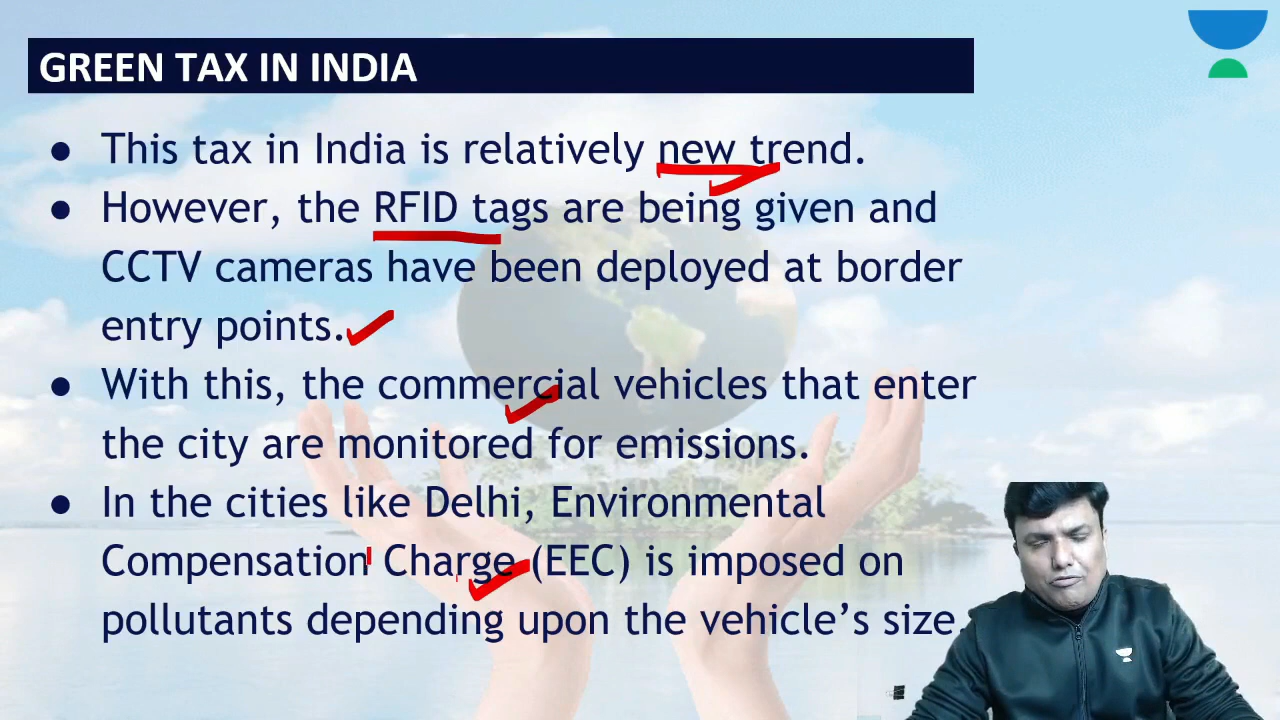 GREEN TAX IN INDIA
● This tax in India is relatively new trend.
● However, the RFID tags are being given and
CCTV cameras have been deployed at border
entry points.
● With this, the commercial vehicles that enter
the city are monitored for emissions.
● In the cities like Delhi, Environmental
Compensation Charge (EEC) is imposed on
pollutants depending upon the vehicle’s size